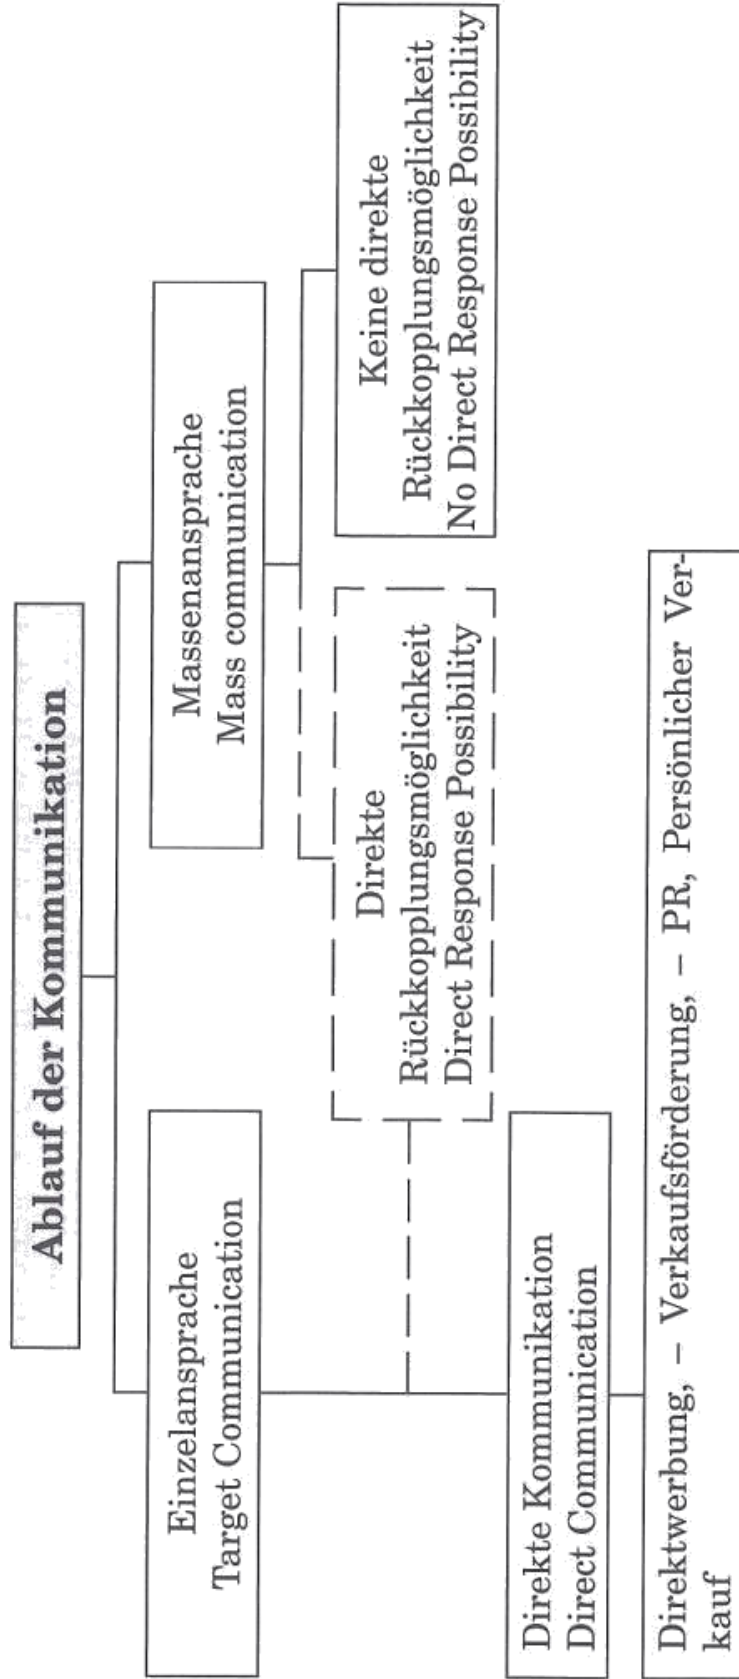 Ablauf der Kommunikation
Einzelansprache
Target Communication
Massenansprache
Mass communication
Direkte
Rückkopplungsmöglichkeit
Direct Response Possibility
Keine direkte
Rückkopplungsmöglichkeit
No Direct Response Possibility
Direkte Kommunikation
Direct Communication
Direktwerbung, – Verkaufsförderung, – PR, Persönlicher Ver-
kauf